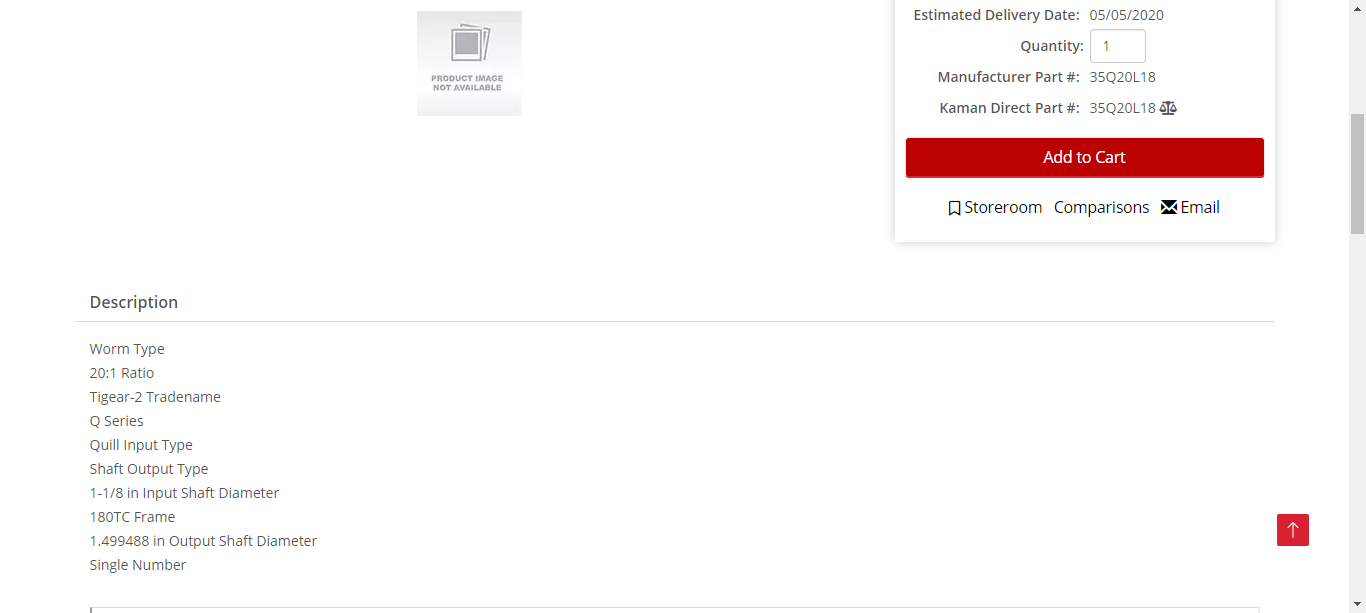 PRODUCT IMAGE
NOT AVAILABLE
Estimated Delivery Date: 05/05/2020
Quantity: 1
Manufacturer Part #: 35Q20L18
Kaman Direct Part #: 35Q20L18
Add to Cart
Storeroom Comparisons Email
Description
Worm Type
20:1 Ratio
Tigear-2 Tradename
Q Series
Quill Input Type
Shaft Output Type
1-1/8 in Input Shaft Diameter
180TC Frame
1.499488 in Output Shaft Diameter
Single Number